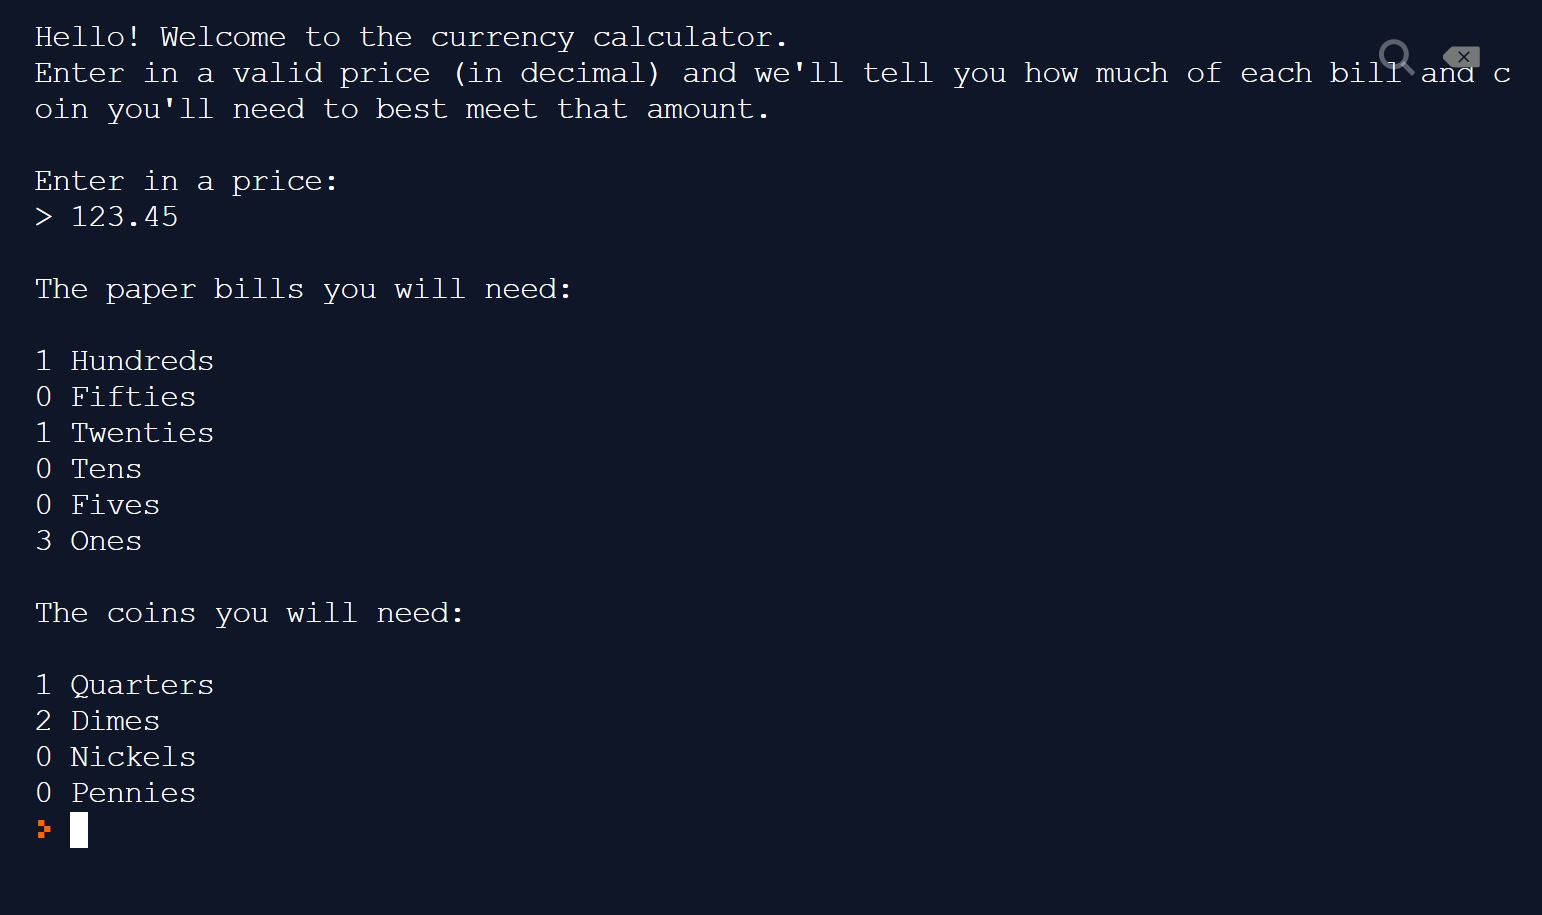 Hello! Welcome to the currency calculator.
Enter in a valid price (in decimal) and we'll tell you how much of each bill and c
oin you'll need to best meet that amount.
Enter in a price:
> 123.45
The paper bills you will need:
1 Hundreds
0 Fifties
1 Twenties
0 Tens
0 Fives
3 Ones
The coins you will need:
1 Quarters
2 Dimes
0 Nickels
0 Pennies
>